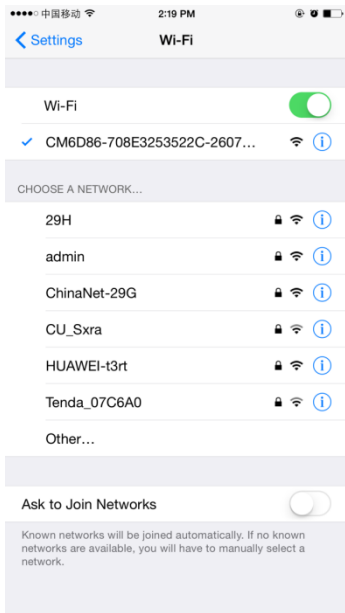 中国移动 2:19 PM
Settings Wi-Fi
Wi-Fi
CM6D86-708E3253522C-2607...
CHOOSE A NETWORK...
29H
admin
ChinaNet-29G
CU_Sxra
HUAWEI-t3rt
Tenda_07C6A0
Other...
Ask to Join Networks
Known networks will be joined automatically. If no known
networks are available, you will have to manually select a
network.